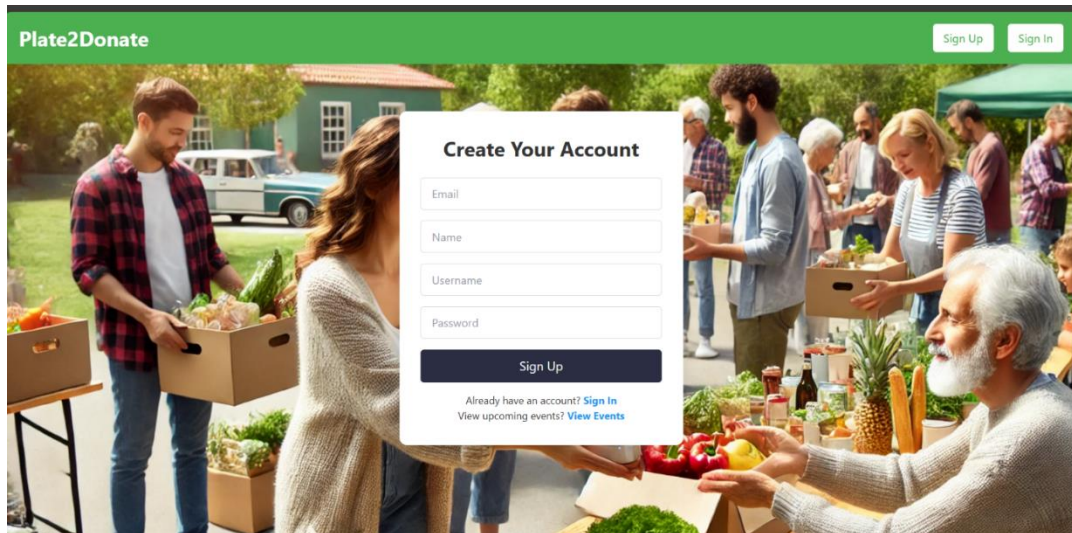 Plate2Donate
Sign Up
Sign In
Create Your Account
Email
Name
Username
Password
Sign Up
Already have an account? Sign In
View upcoming events? View Events